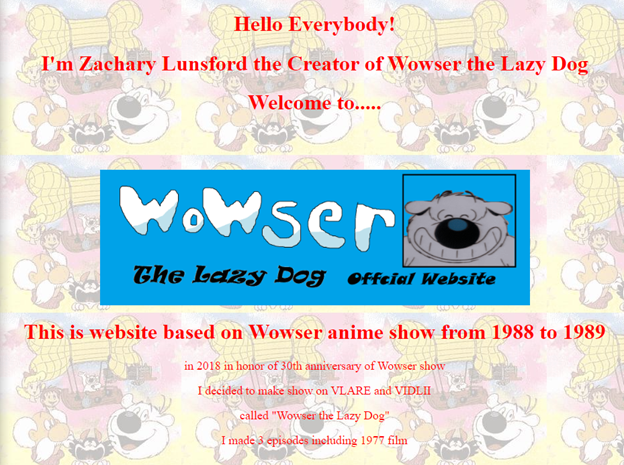 Hello Everybody!
I'm Zachary Lunsford the Creator of Wowser the Lazy Dog
Welcome to.....
Wowser
The Lazy Dog Offcial Website
This is website based on Wowser anime show from 1988 to 1989
in 2018 in honor of 30th anniversary of Wowser show
I decided to make show on VLARE and VIDLII
called "Wowser the Lazy Dog"
I made 3 episodes including 1977 film